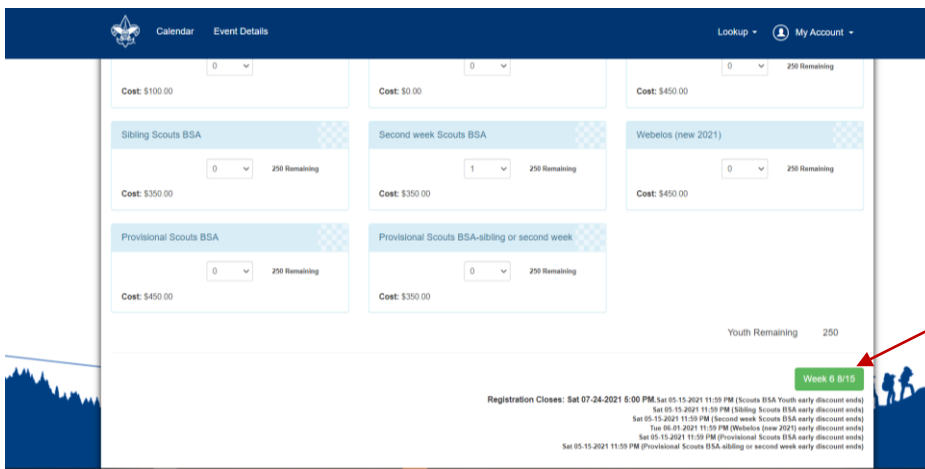 Calendar Event Details Lookup My Account
0 0 0 250 Remaining
Cost: $100.00 Cost: $0.00 Cost: $450.00
Sibling Scouts BSA Second week Scouts BSA Webelos (new 2021)
0 250 Remaining 1 250 Remaining 0 250 Remaining
Cost: $350.00 Cost: $350.00 Cost: $450.00
Provisional Scouts BSA Provisional Scouts BSA-sibling or second week
0 250 Remaining 0 250 Remaining
Cost: $450.00 Cost: $350.00
Youth Remaining 250
Week 6 8/15
Registration Closes: Sat 07-24-2021 5:00 PM.Sat 05-15-2021 11:59 PM (Scouts BSA Youth early discount ends)
Sat 05-15-2021 11:59 PM (Sibling Scouts BSA early discount ends)
Sat 05-15-2021 11:59 PM (Second week Scouts BSA early discount ends)
Tue 06-01-2021 11:59 PM (Webelos (new 2021) early discount ends)
Sat 05-15-2021 11:59 PM (Provisional Scouts BSA early discount ends)
Sat 05-15-2021 11:59 PM (Provisional Scouts BSA-sibling or second week early discount ends)